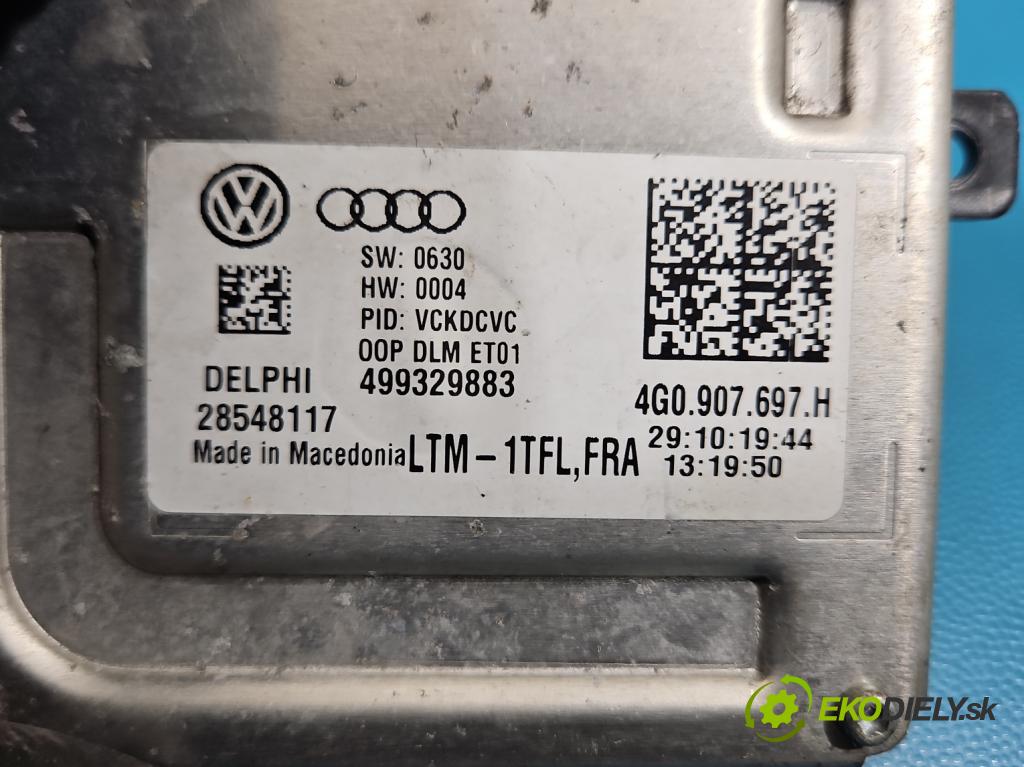 SW: 0630
HW: 0004
PID: VCKDCVC
00P DLM ET01
DELPHI 499329883
28548117
Made in Macedonia LTM-1TFL,FRA
4G0.907.697.H
29:10:19:44
13:19:50
EKODIELY.sk